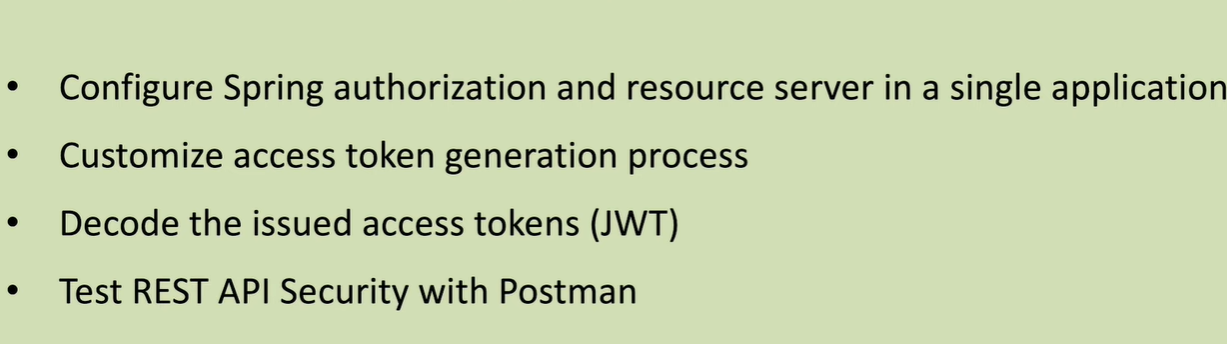 • Configure Spring authorization and resource server in a single application
• Customize access token generation process
• Decode the issued access tokens (JWT)
• Test REST API Security with Postman